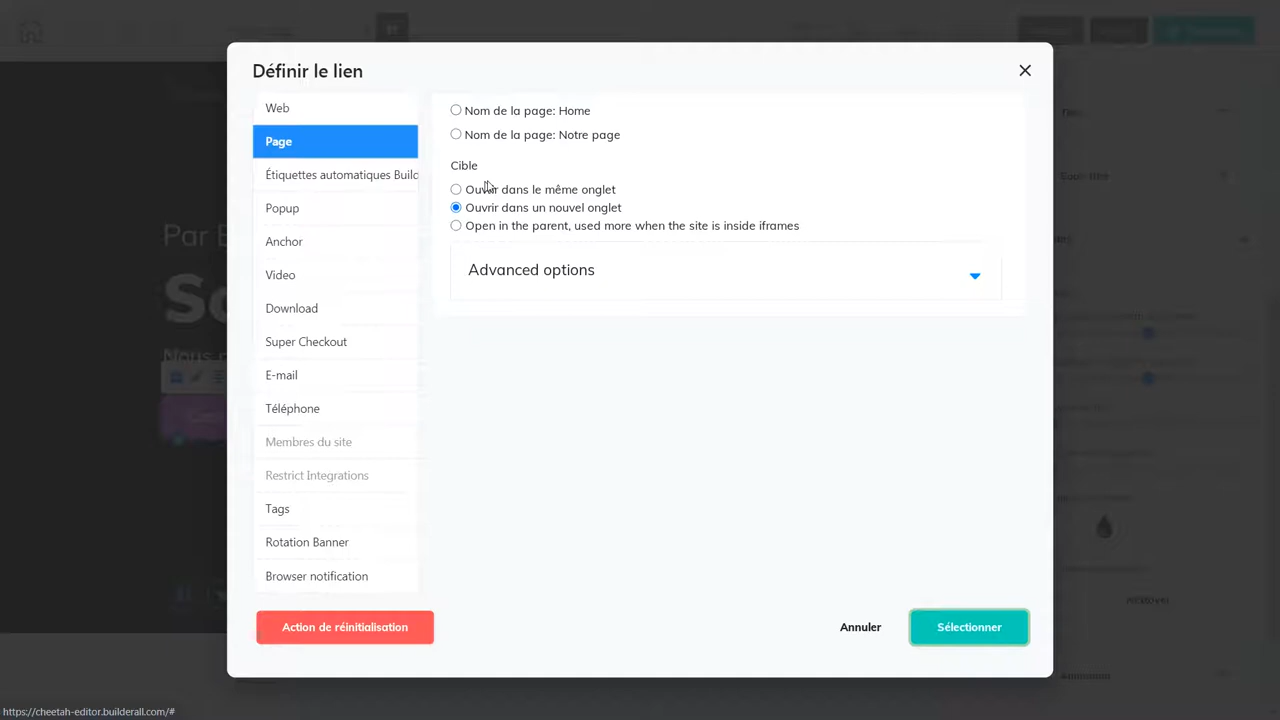 Définir le lien
Web
Page
Étiquettes automatiques Build
Popup
Anchor
Video
Download
Super Checkout
E-mail
Téléphone
Membres du site
Restrict Integrations
Tags
Rotation Banner
Browser notification
Nom de la page: Home
Nom de la page: Notre page
Cible
Ouvrir dans le même onglet
Ouvrir dans un nouvel onglet
Open in the parent, used more when the site is inside iframes
Advanced options
Action de réinitialisation
Annuler
Sélectionner
Par
So
Nous
https://cheetah-editor.builderall.com/#